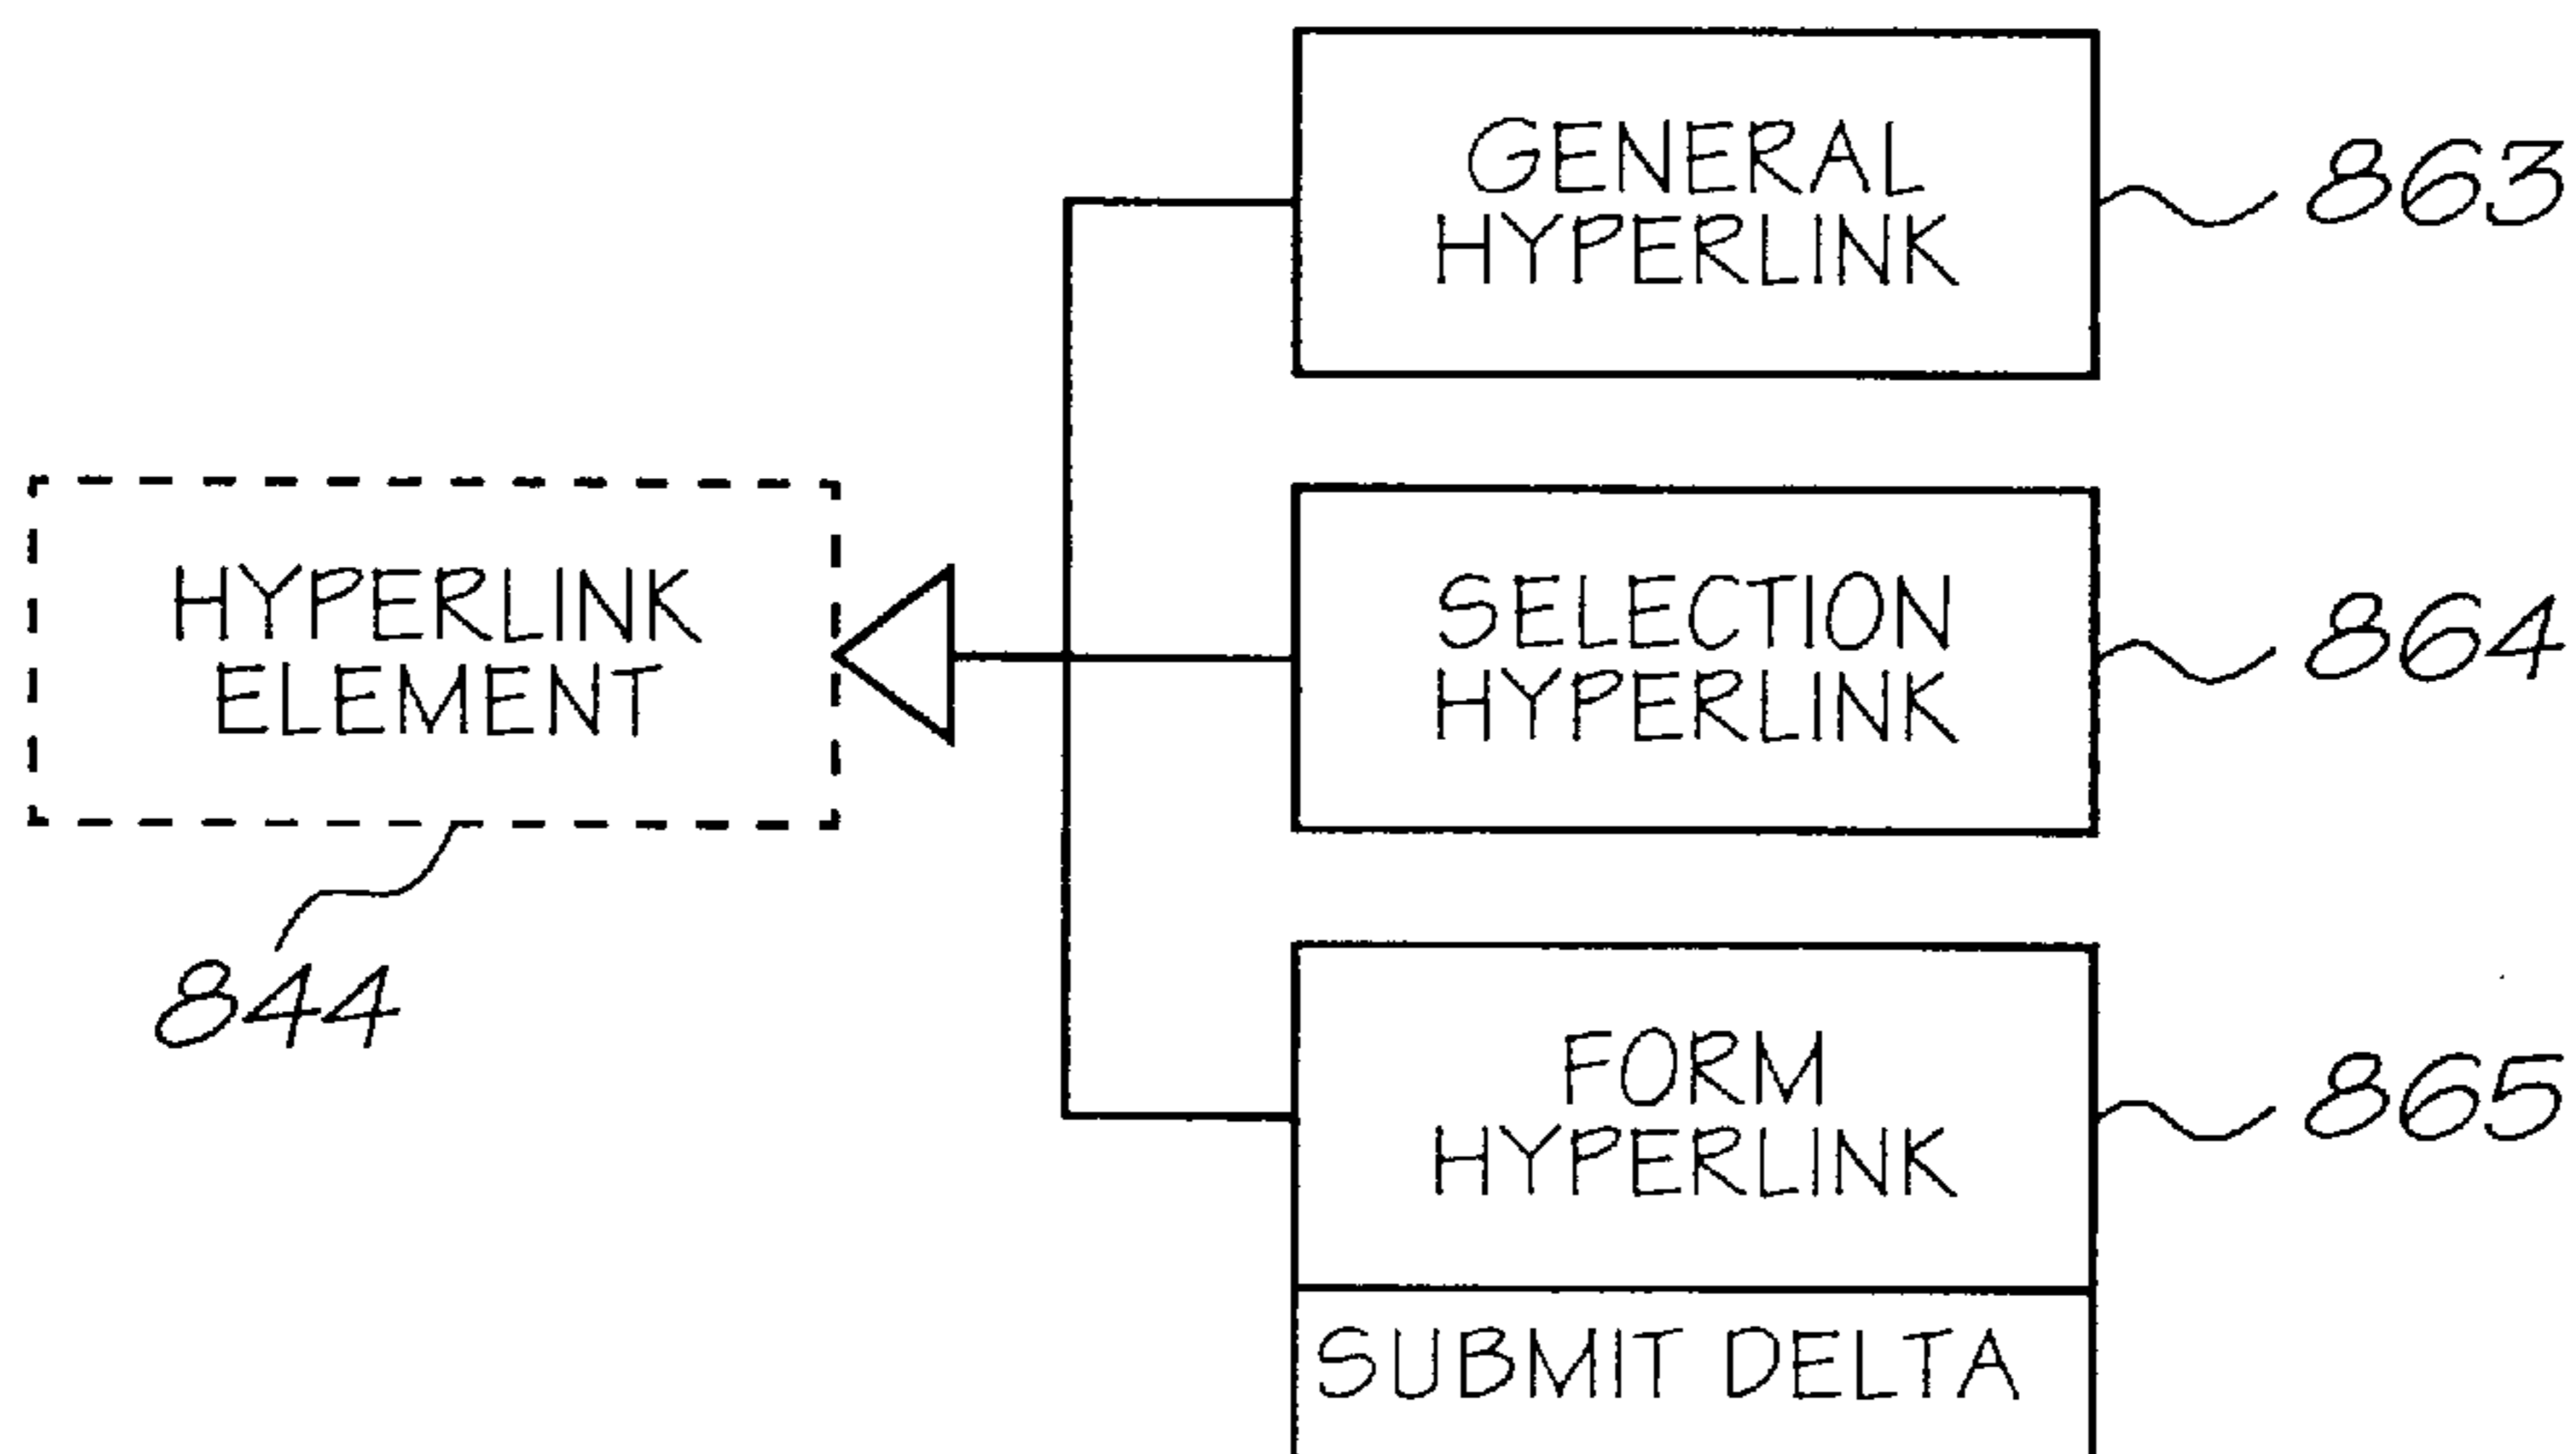 GENERAL
HYPERLINK
863
HYPERLINK
ELEMENT
844
SELECTION
HYPERLINK
864
FORM
HYPERLINK
865
SUBMIT DELTA